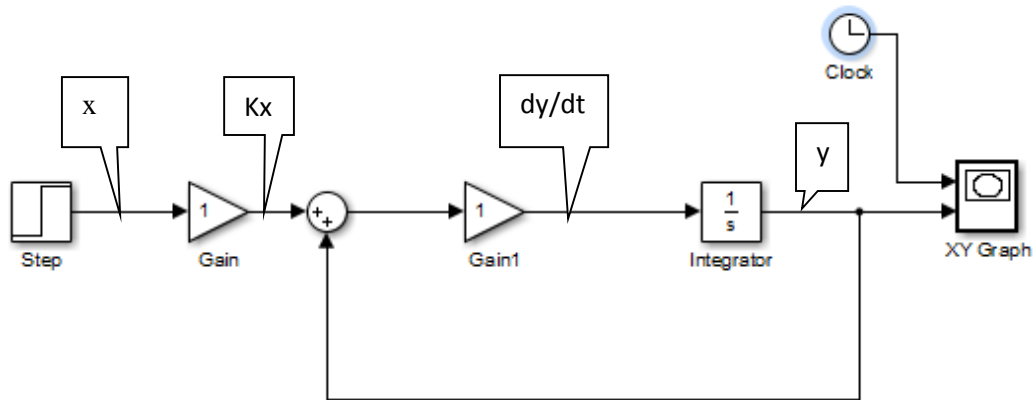 Clock
x
Kx
dy/dt
y
1
+
+
1
1
s
Step
Gain
Gain1
Integrator
XY Graph